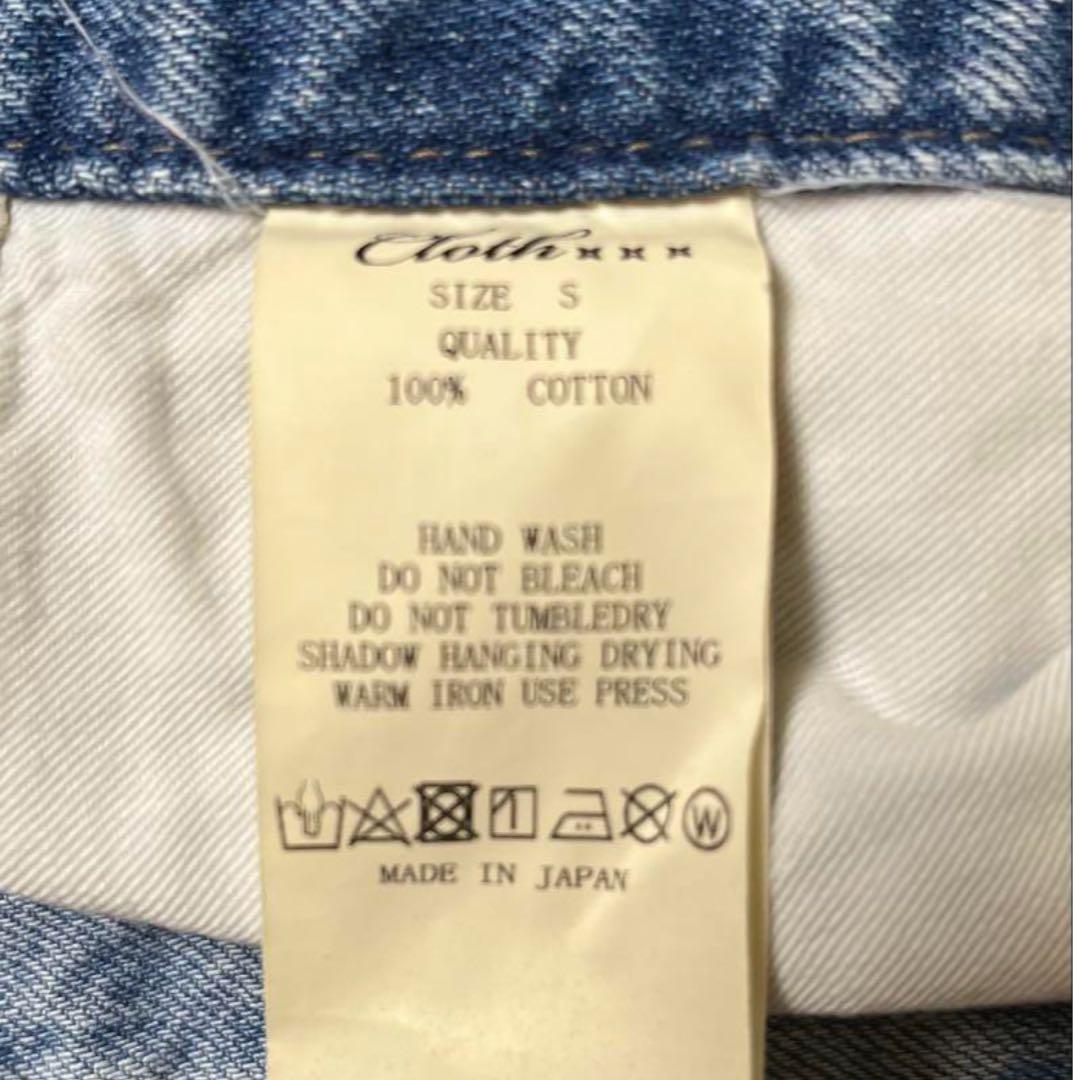 Cloth×××
SIZE S
QUALITY
100% COTTON
HAND WASH
DO NOT BLEACH
DO NOT TUMBLEDRY
SHADOW HANGING DRYING
WARM IRON USE PRESS
W
MADE IN JAPAN